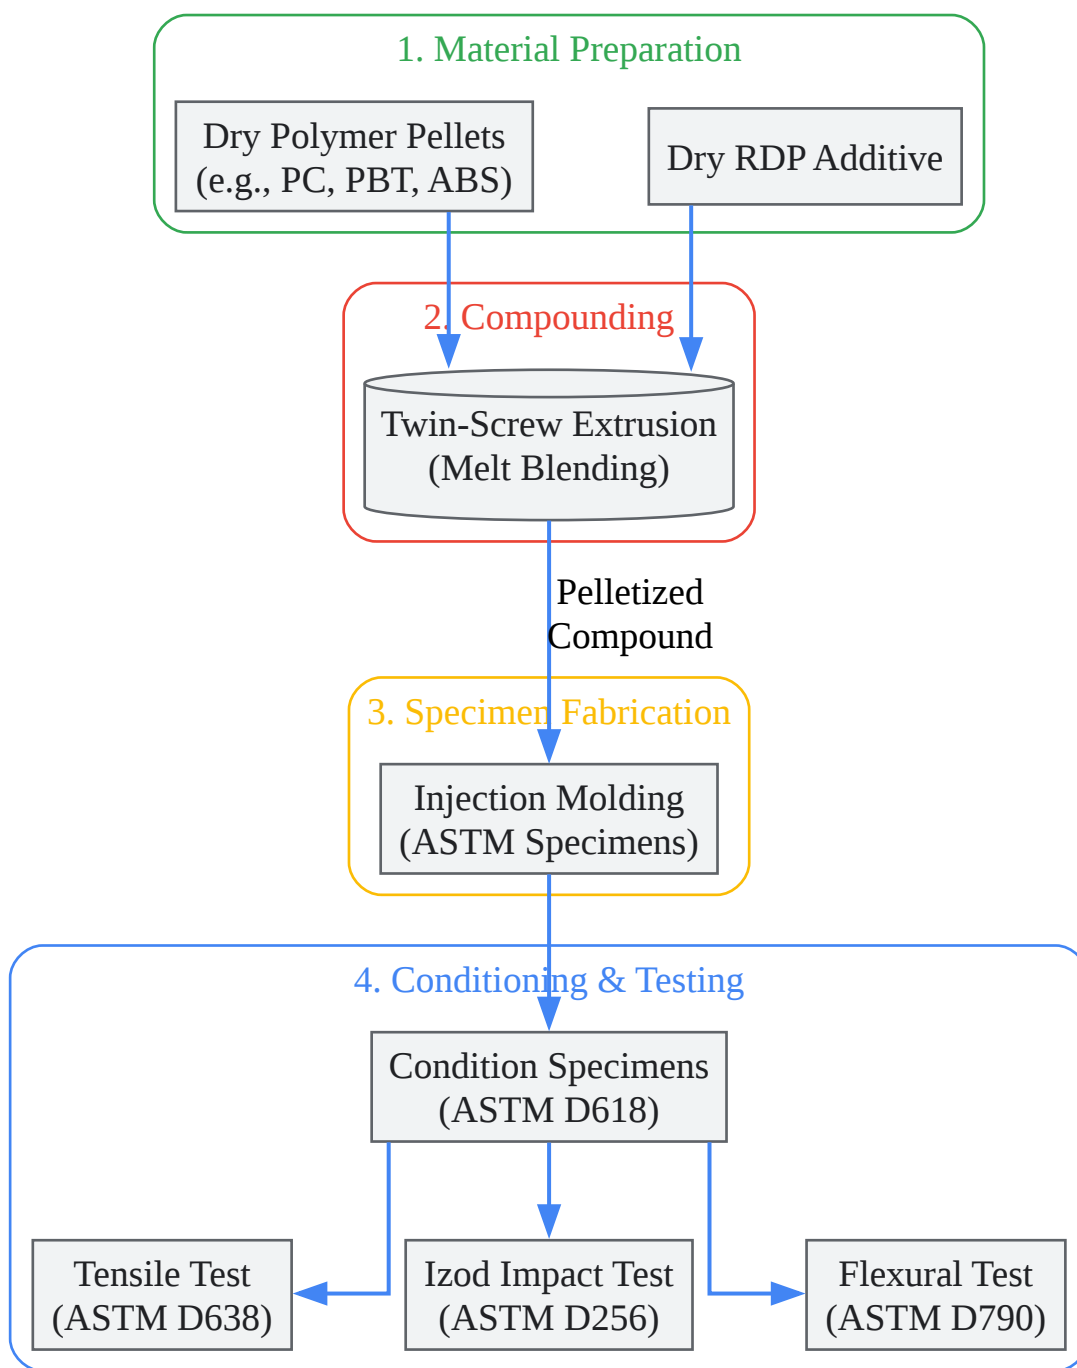 1. Material Preparation
Dry Polymer Pellets
(e.g., PC, PBT, ABS)
Dry RDP Additive
2. Compounding
Twin-Screw Extrusion
(Melt Blending)
Pelletized
Compound
3. Specimen Fabrication
Injection Molding
(ASTM Specimens)
4. Conditioning & Testing
Condition Specimens
(ASTM D618)
Tensile Test
(ASTM D638)
Izod Impact Test
(ASTM D256)
Flexural Test
(ASTM D790)